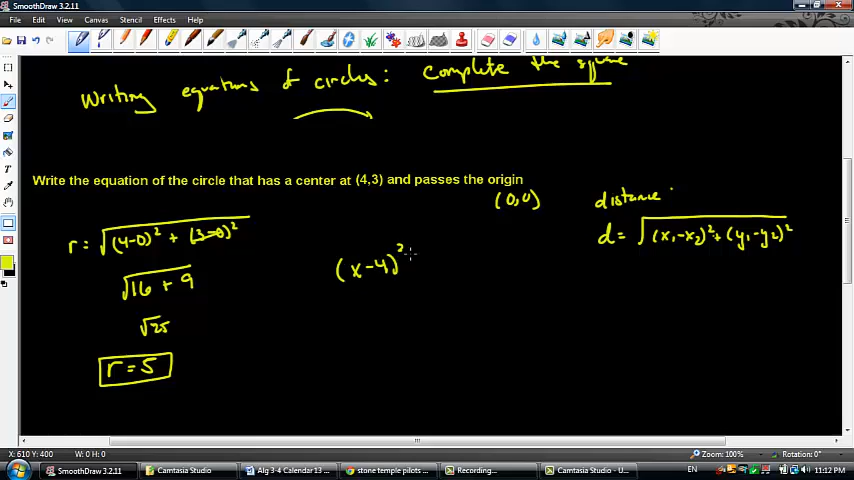 SmoothDraw 3.2.11
File Edit View Canvas Stencil Effects Help
Writing equations of circles: Complete the square
Write the equation of the circle that has a center at (4,3) and passes the origin
(0,0)
distance
d = √(x₁-x₂)²+(y₁-y₂)²
r = √(4-0)² + (3-0)²
√16 + 9
√25
r = 5
(x-4)²
X: 610 Y: 400 W: 0 H: 0
Zoom: 100% Rotation: 0°
SmoothDraw 3.2.11 Camtasia Studio Alg 3-4 Calendar 13 ... stone temple pilots ... Recording... Camtasia Studio - U... EN 11:12 PM